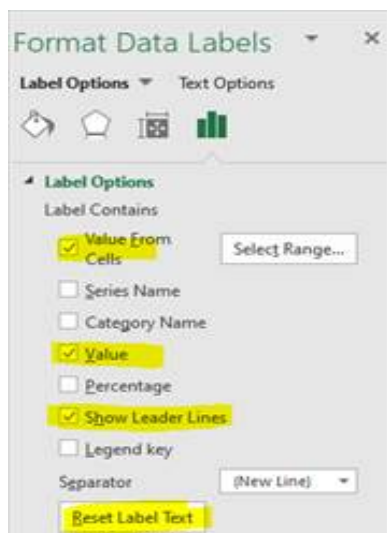 Format Data Labels
Label Options Text Options
Label Options
Label Contains
Value From Cells Select Range...
Series Name
Category Name
Value
Percentage
Show Leader Lines
Legend key
Separator (New Line)
Reset Label Text